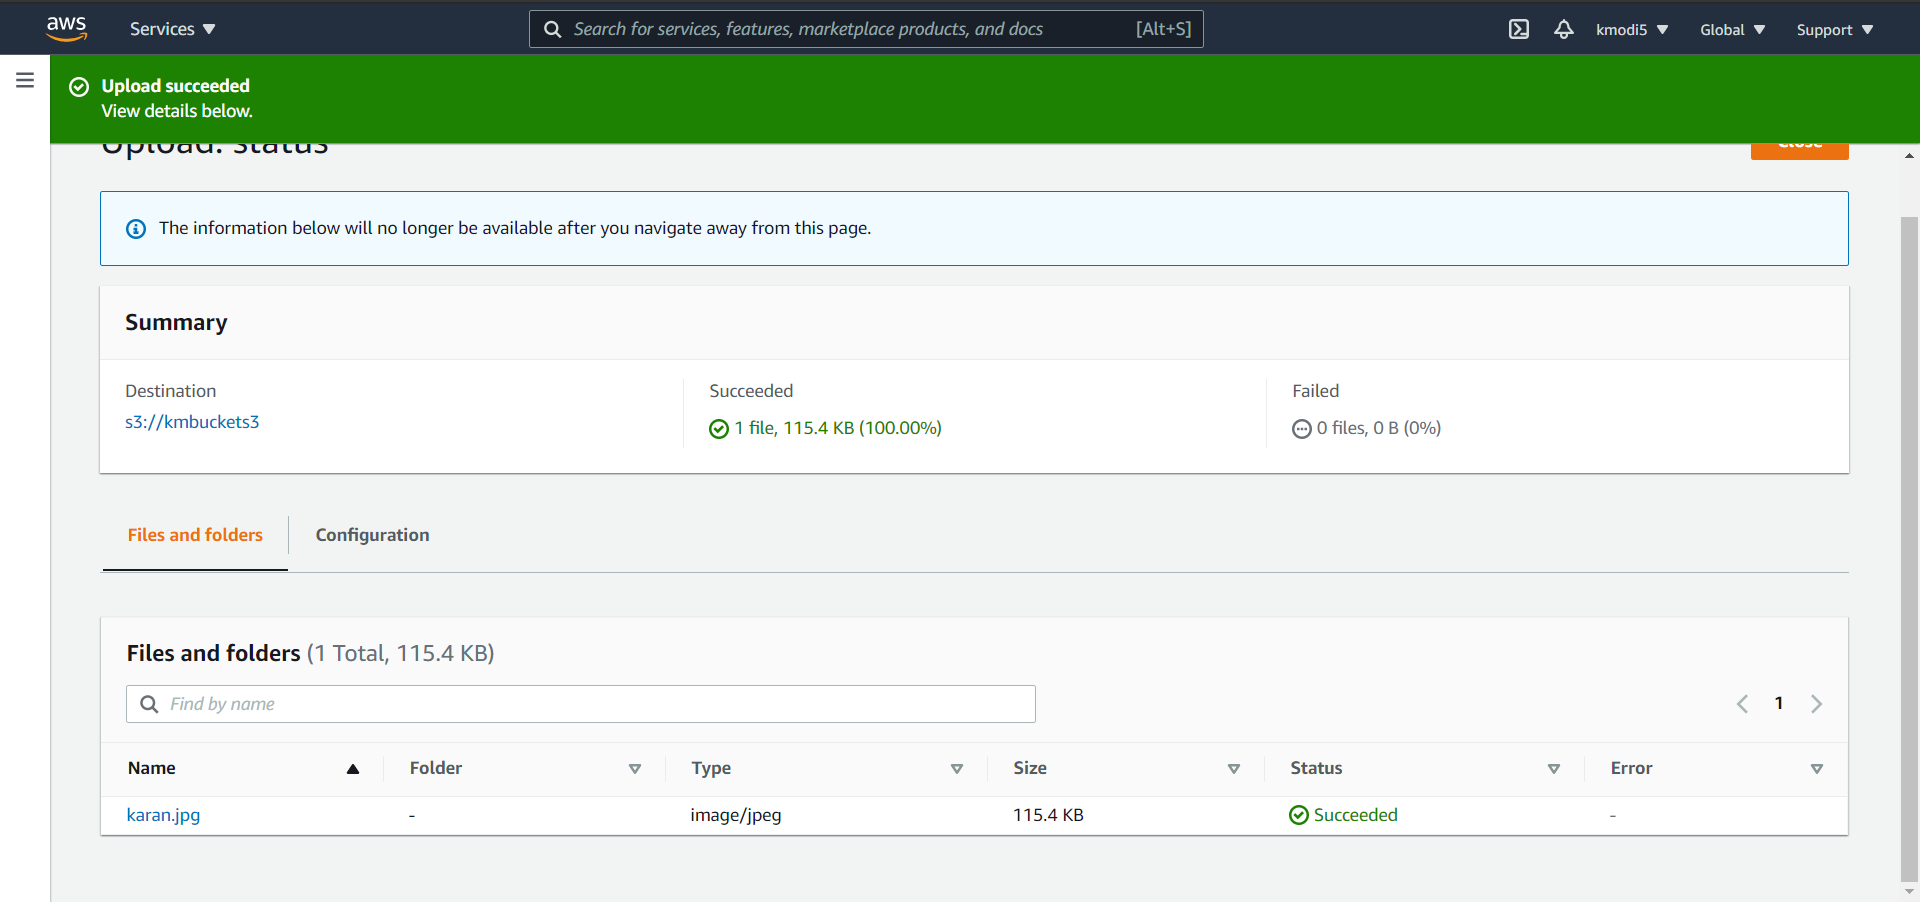 aws Services Search for services, features, marketplace products, and docs [Alt+S] kmodi5 Global Support
Upload succeeded
View details below.
Upload: status Close
The information below will no longer be available after you navigate away from this page.
Summary
Destination Succeeded Failed
s3://kmbuckets3 1 file, 115.4 KB (100.00%) 0 files, 0 B (0%)
Files and folders Configuration
Files and folders (1 Total, 115.4 KB)
Find by name 1
Name Folder Type Size Status Error
karan.jpg - image/jpeg 115.4 KB Succeeded -